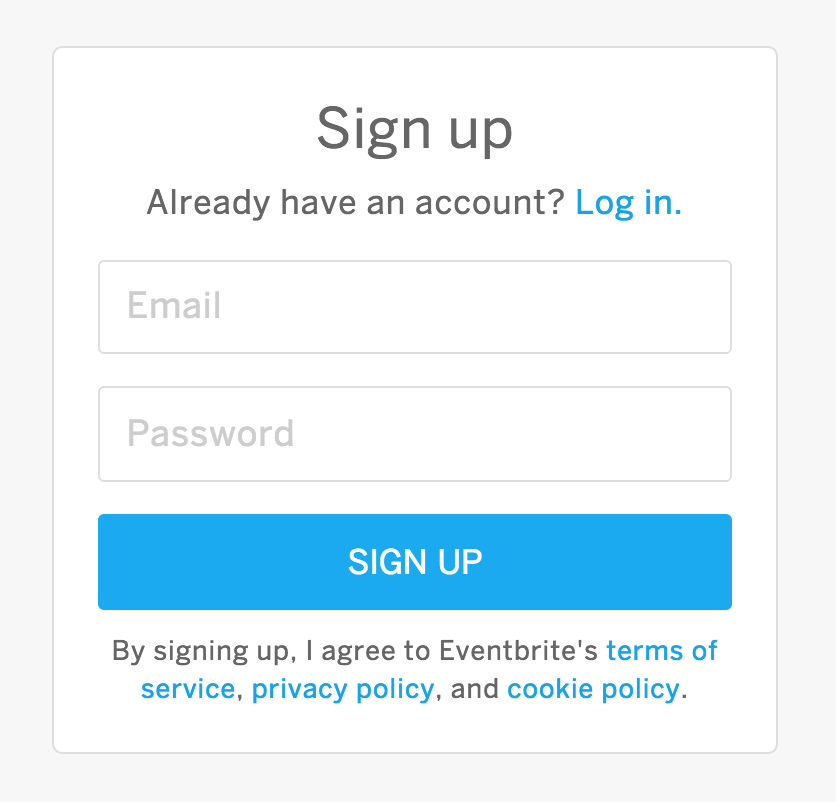 Sign up
Already have an account? Log in.
Email
Password
SIGN UP
By signing up, I agree to Eventbrite's terms of
service, privacy policy, and cookie policy.